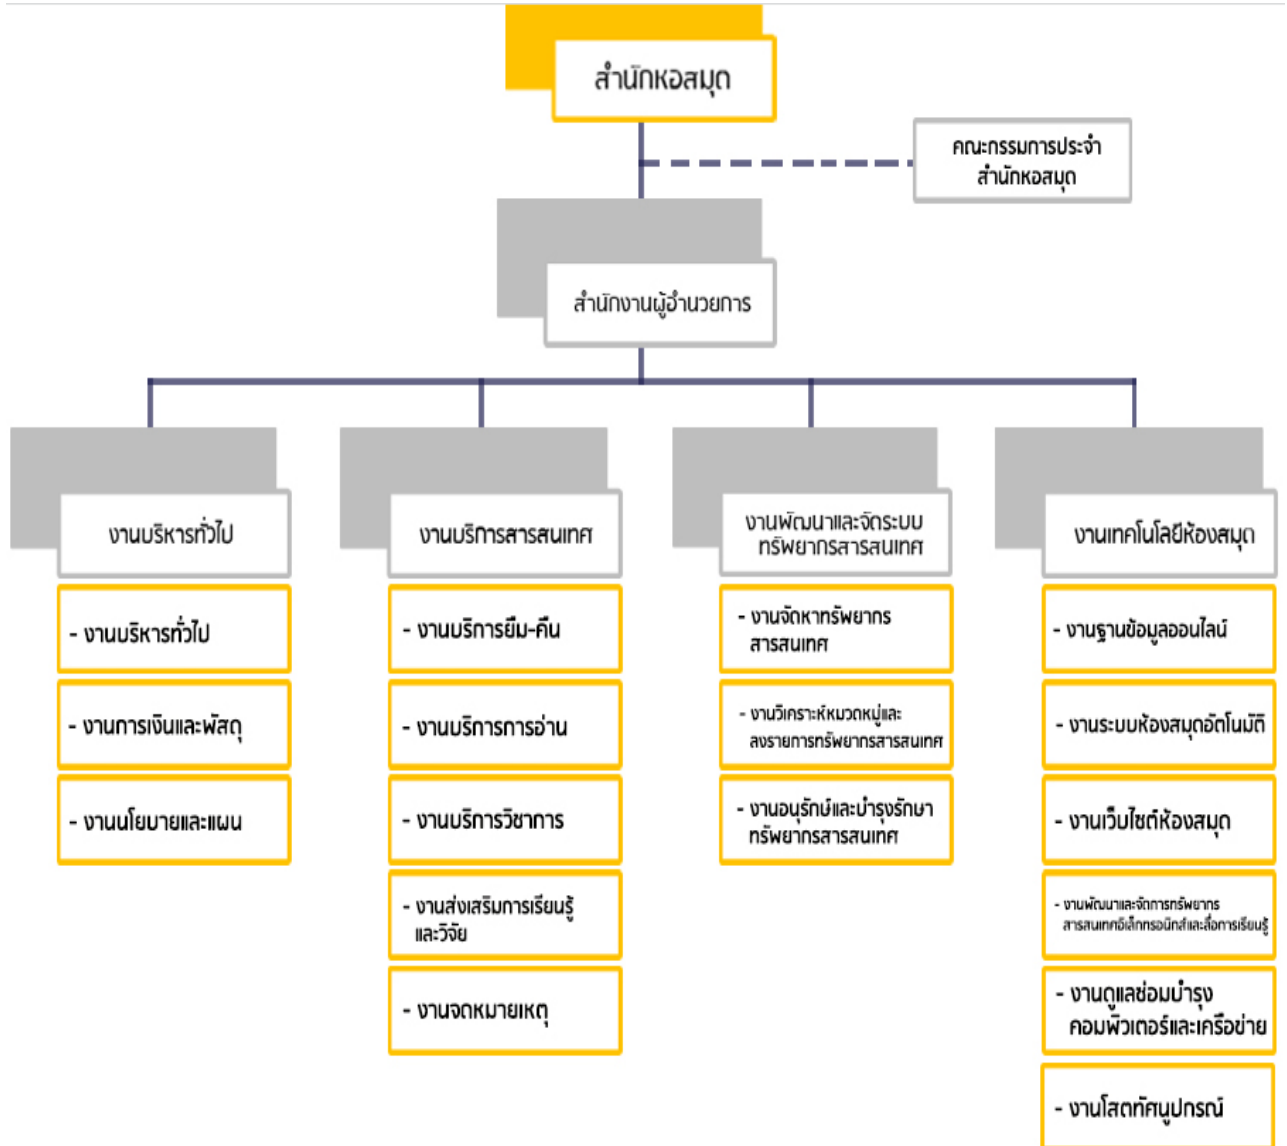 สำนักหอสมุด
คณะกรรมการประจำ
สำนักหอสมุด
สำนักงานผู้อำนวยการ
งานบริหารทั่วไป
- งานบริหารทั่วไป
- งานการเงินและพัสดุ
- งานนโยบายและแผน
งานบริการสารสนเทศ
- งานบริการยืม-คืน
- งานบริการการอ่าน
- งานบริการวิชาการ
- งานส่งเสริมการเรียนรู้
และวิจัย
- งานจดหมายเหตุ
งานพัฒนาและจัดระบบ
ทรัพยากรสารสนเทศ
- งานจัดหาทรัพยากร
สารสนเทศ
- งานวิเคราะห์หมวดหมู่และ
ลงรายการทรัพยากรสารสนเทศ
- งานอนุรักษ์และบำรุงรักษา
ทรัพยากรสารสนเทศ
งานเทคโนโลยีห้องสมุด
- งานฐานข้อมูลออนไลน์
- งานระบบห้องสมุดอัตโนมัติ
- งานเว็บไซต์ห้องสมุด
- งานพัฒนาและจัดการทรัพยากร
สารสนเทศอิเล็กทรอนิกส์และสื่อการเรียนรู้
- งานดูแลซ่อมบำรุง
คอมพิวเตอร์และเครือข่าย
- งานโสตทัศนูปกรณ์